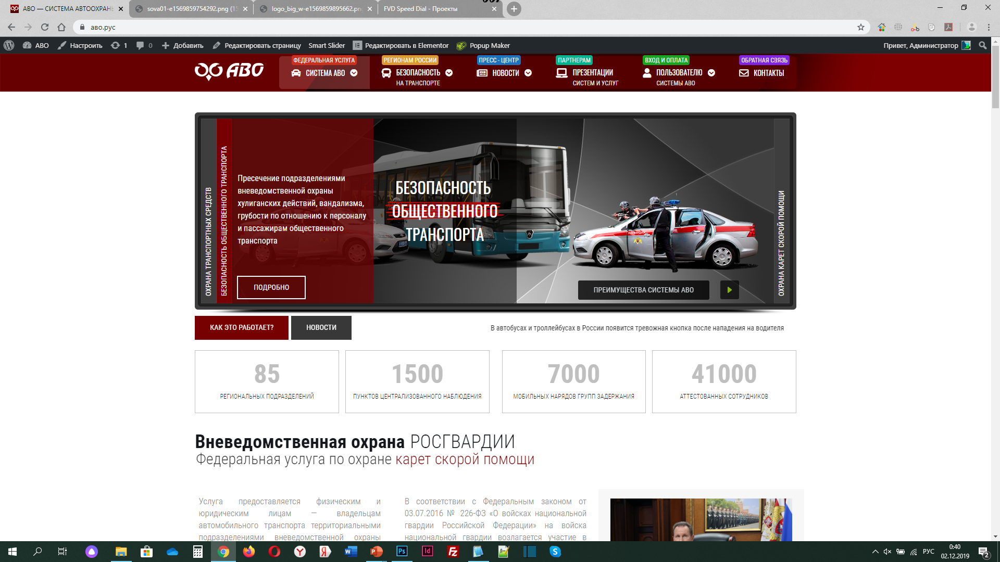 АВО — СИСТЕМА АВТООХРАНЫ
sova01-e1569859754292.png (15
logo_big_w-e1569859895662.png
FVD Speed Dial - Проекты
аво.рус
АВО
Настроить
1
0
Добавить
Редактировать страницу
Smart Slider
Редактировать в Elementor
Popup Maker
Привет, Администратор
АВО
ФЕДЕРАЛЬНАЯ УСЛУГА
СИСТЕМА АВО
РЕГИОНАМ РОССИИ
БЕЗОПАСНОСТЬ
НА ТРАНСПОРТЕ
ПРЕСС - ЦЕНТР
НОВОСТИ
ПАРТНЕРАМ
ПРЕЗЕНТАЦИИ
СИСТЕМ И УСЛУГ
ВХОД И ОПЛАТА
ПОЛЬЗОВАТЕЛЮ
СИСТЕМЫ АВО
ОБРАТНАЯ СВЯЗЬ
КОНТАКТЫ
ОХРАНА ТРАНСПОРТНЫХ СРЕДСТВ
БЕЗОПАСНОСТЬ ОБЩЕСТВЕННОГО ТРАНСПОРТА
Пресечение подразделениями
вневедомственной охраны
хулиганских действий, вандализма,
грубости по отношению к персоналу
и пассажирам общественного
транспорта
ПОДРОБНО
БЕЗОПАСНОСТЬ
ОБЩЕСТВЕННОГО
ТРАНСПОРТА
РОСГВАРДИЯ
ПРЕИМУЩЕСТВА СИСТЕМЫ АВО
ОХРАНА КАРЕТ СКОРОЙ ПОМОЩИ
КАК ЭТО РАБОТАЕТ?
НОВОСТИ
В автобусах и троллейбусах в России появится тревожная кнопка после нападения на водителя
85
РЕГИОНАЛЬНЫХ ПОДРАЗДЕЛЕНИЙ
1500
ПУНКТОВ ЦЕНТРАЛИЗОВАННОГО НАБЛЮДЕНИЯ
7000
МОБИЛЬНЫХ НАРЯДОВ ГРУПП ЗАДЕРЖАНИЯ
41000
АТТЕСТОВАННЫХ СОТРУДНИКОВ
Вневедомственная охрана РОСГВАРДИИ
Федеральная услуга по охране карет скорой помощи
Услуга предоставляется физическим и
юридическим лицам — владельцам
автомобильного транспорта территориальными
подразделениями вневедомственной охраны
В соответствии с Федеральным законом от
03.07.2016 № 226-ФЗ «О войсках национальной
гвардии Российской Федерации» на войска
национальной гвардии возлагается участие в
РУС
0:40
02.12.2019
2